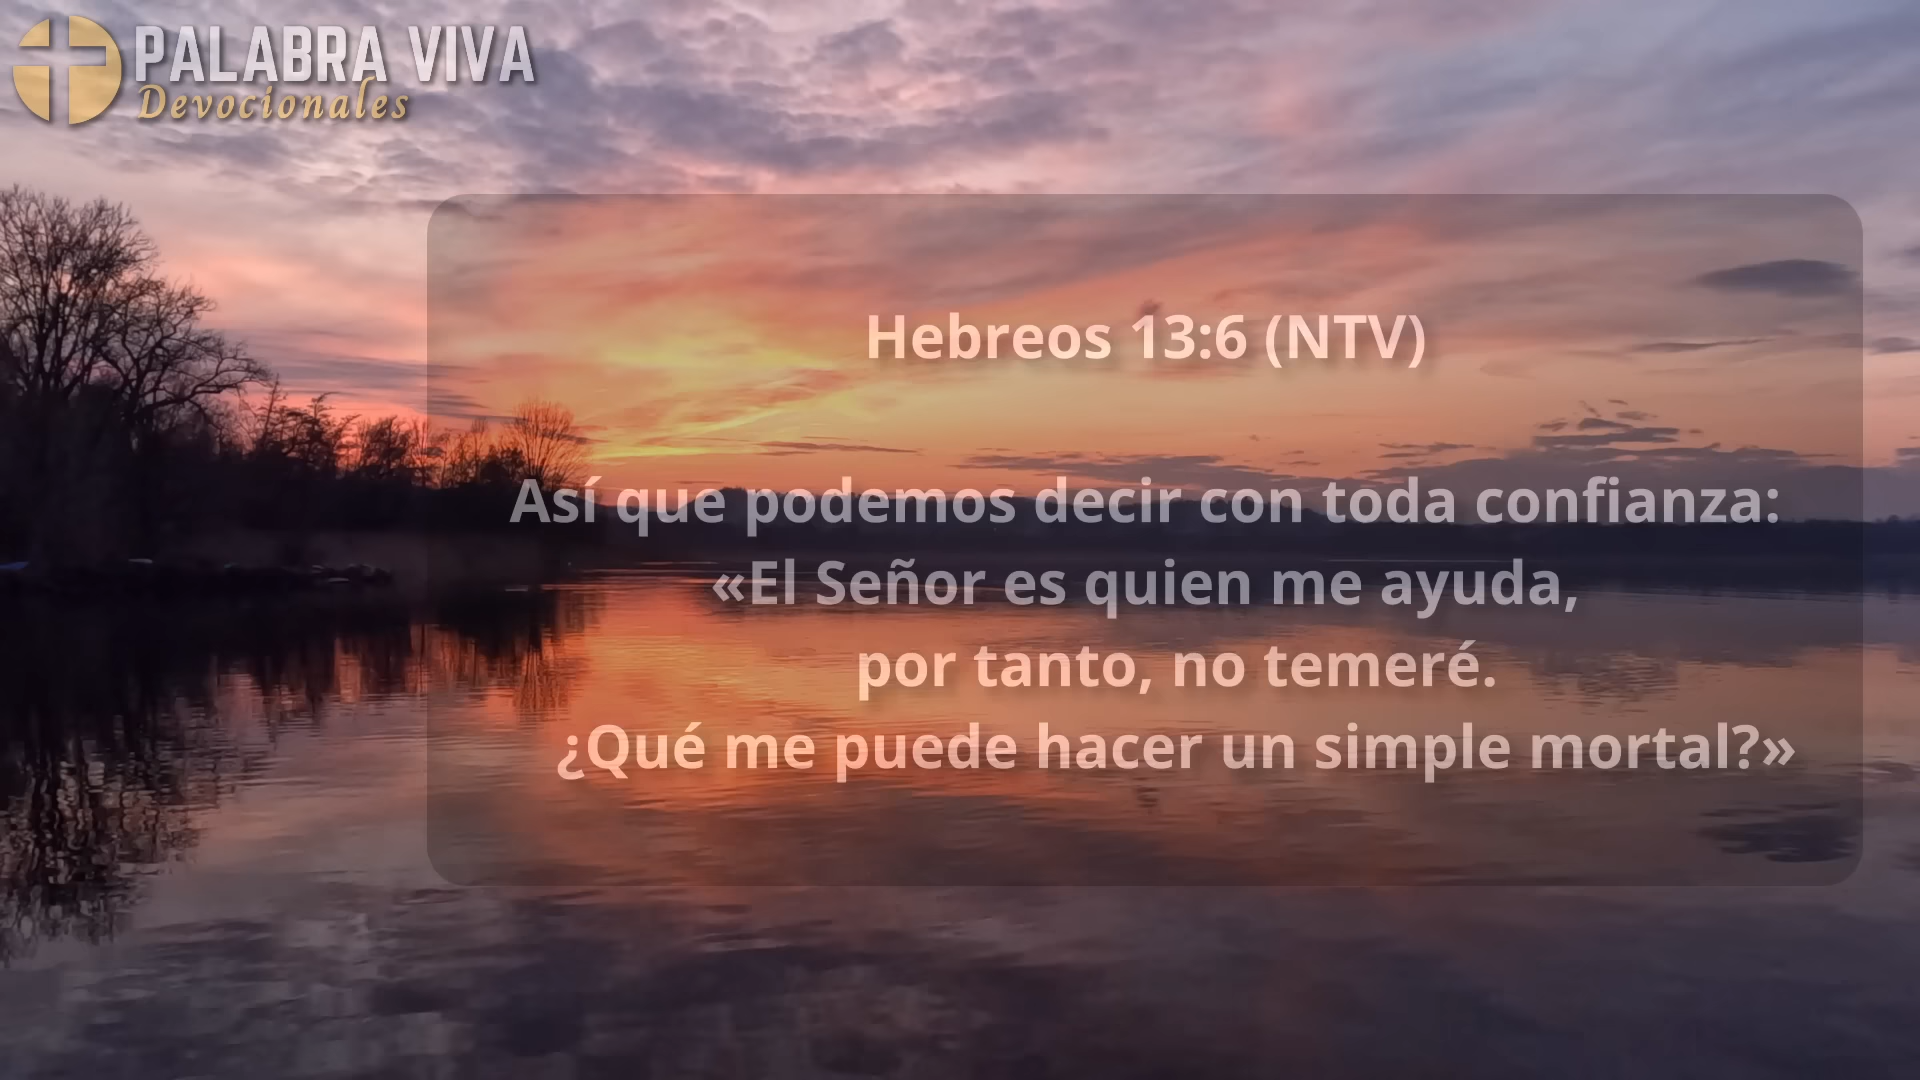 PALABRA VIVA
Devocionales
Hebreos 13:6 (NTV)
Así que podemos decir con toda confianza:
«El Señor es quien me ayuda,
por tanto, no temeré.
¿Qué me puede hacer un simple mortal?»